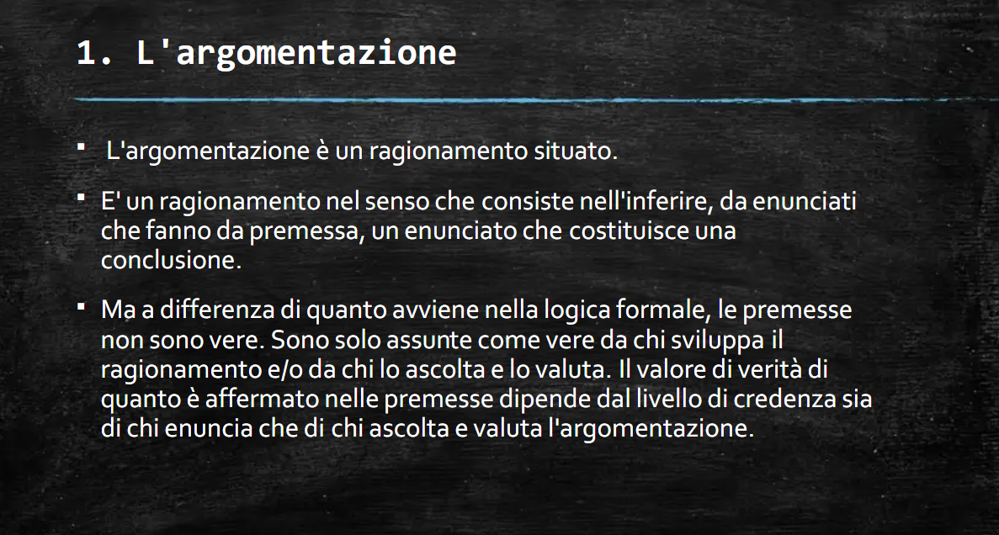 1. L'argomentazione
▪ L'argomentazione è un ragionamento situato.
▪ E' un ragionamento nel senso che consiste nell'inferire, da enunciati
che fanno da premessa, un enunciato che costituisce una
conclusione.
▪ Ma a differenza di quanto avviene nella logica formale, le premesse
non sono vere. Sono solo assunte come vere da chi sviluppa il
ragionamento e/o da chi lo ascolta e lo valuta. Il valore di verità di
quanto è affermato nelle premesse dipende dal livello di credenza sia
di chi enuncia che di chi ascolta e valuta l'argomentazione.